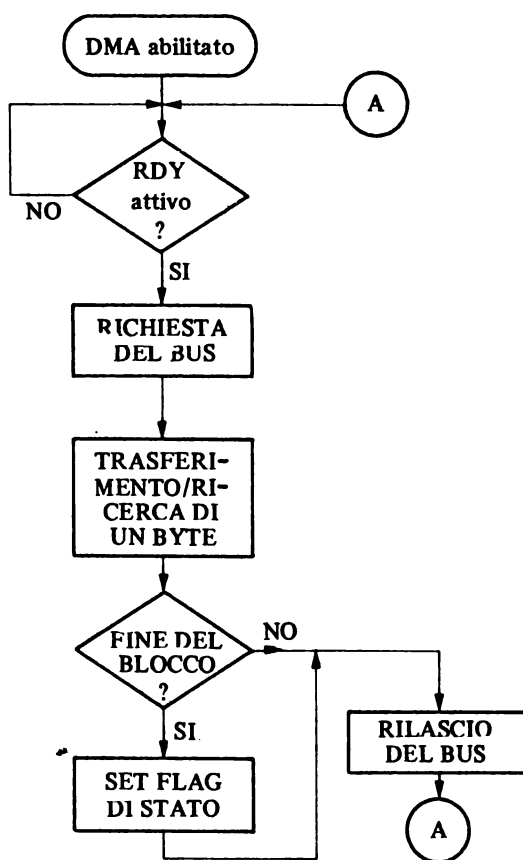 DMA abilitato
A
RDY
attivo
?
NO
SI
RICHIESTA
DEL BUS
TRASFERI-
MENTO/RI-
CERCA DI
UN BYTE
FINE DEL
BLOCCO
?
NO
SI
SET FLAG
DI STATO
RILASCIO
DEL BUS
A